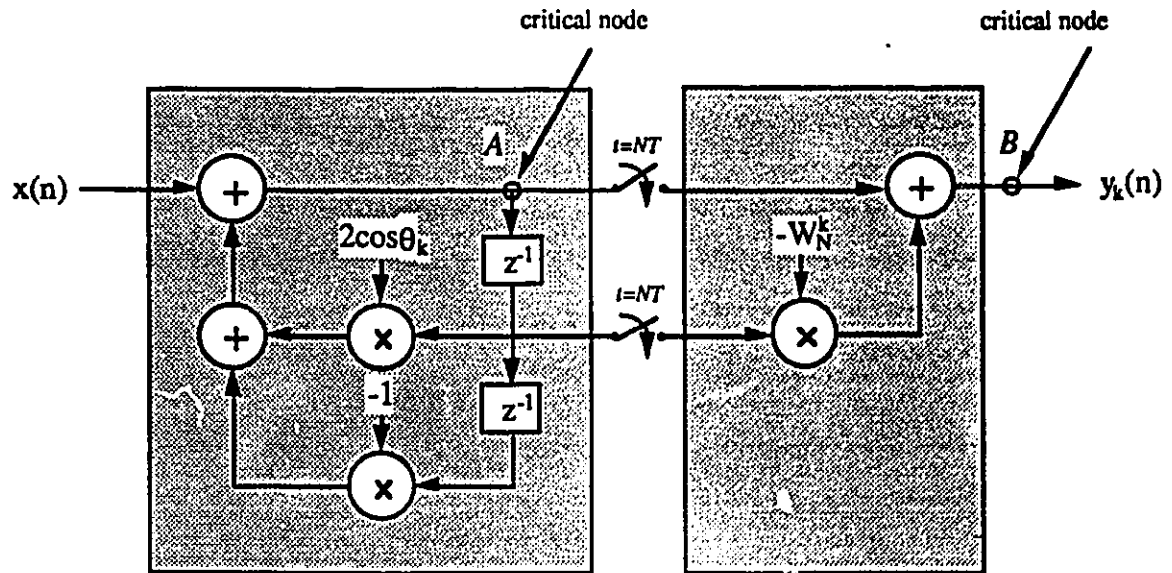 critical node
critical node
A
B
t=NT
x(n)
+
+
y_k(n)
2cosθ_k
z⁻¹
-W_N^k
t=NT
+
×
×
-1
z⁻¹
×